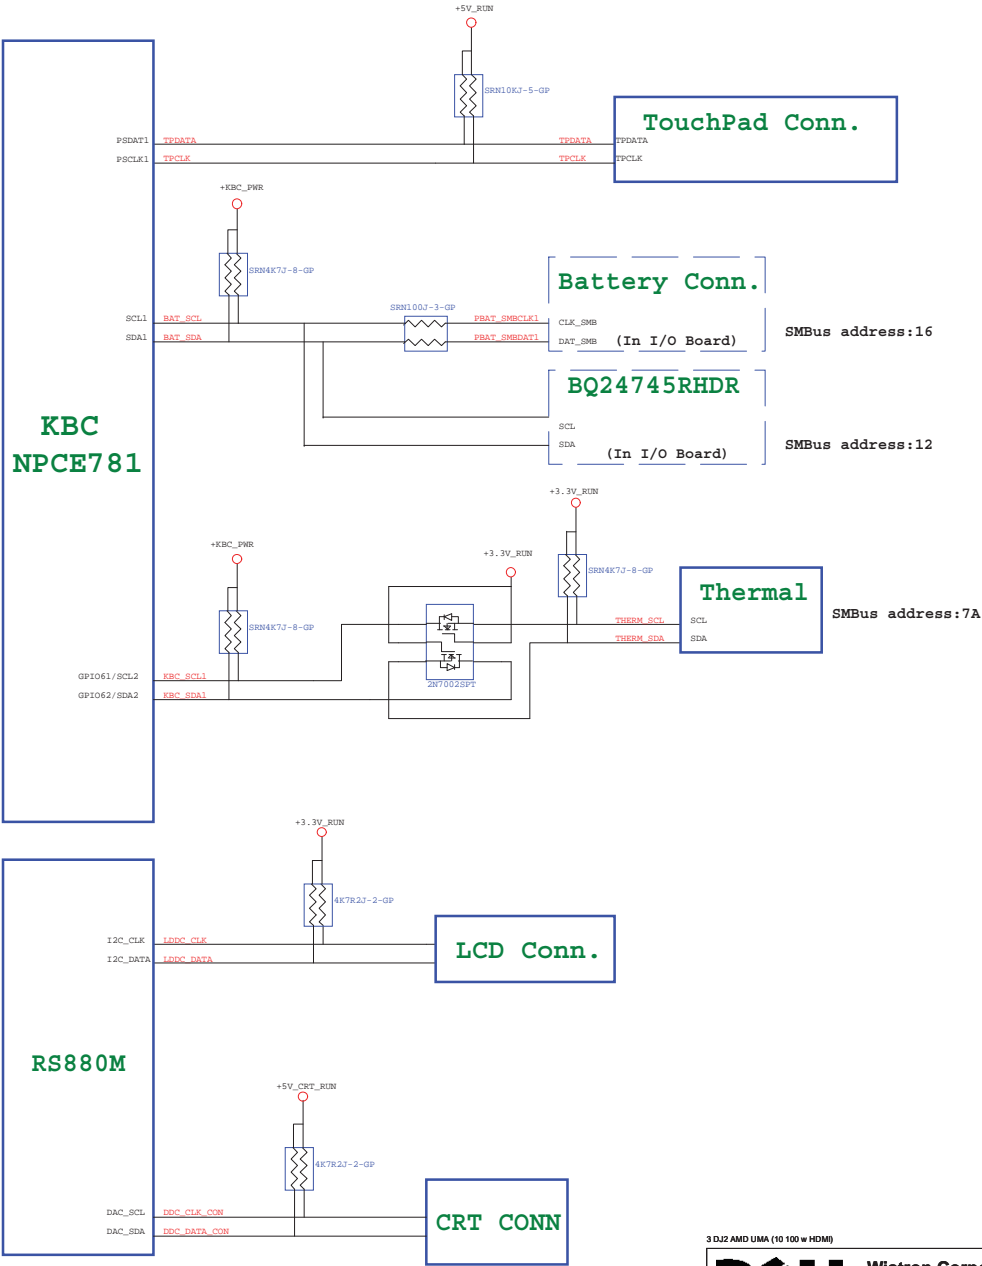 +5V_RUN
SRN10KJ-5-GP
TouchPad Conn.
PSDAT1 TPDATA TPDATA TPDATA
PSCLK1 TPCLK TPCLK TPCLK
+KBC_PWR
SRN4K7J-8-GP
Battery Conn.
SRN100J-3-GP
SCL1 BAT_SCL PBAT_SMBCLK1 CLK_SMB
SMBus address:16
SDA1 BAT_SDA PBAT_SMBDAT1 DAT_SMB (In I/O Board)
BQ24745RHDR
KBC
NPCE781
SCL
SDA
SMBus address:12
(In I/O Board)
+3.3V_RUN
+KBC_PWR
+3.3V_RUN
SRN4K7J-8-GP
Thermal
SMBus address:7A
THERM_SCL SCL
SRN4K7J-8-GP
THERM_SDA SDA
GPIO61/SCL2 KBC_SCL1
2N7002SPT
GPIO62/SDA2 KBC_SDA1
+3.3V_RUN
4K7R2J-2-GP
I2C_CLK LDDC_CLK
LCD Conn.
I2C_DATA LDDC_DATA
RS880M
+5V_CRT_RUN
4K7R2J-2-GP
DAC_SCL DDC_CLK_CON
CRT CONN
DAC_SDA DDC_DATA_CON
3 DJ2 AMD UMA (10 100 w HDMI)